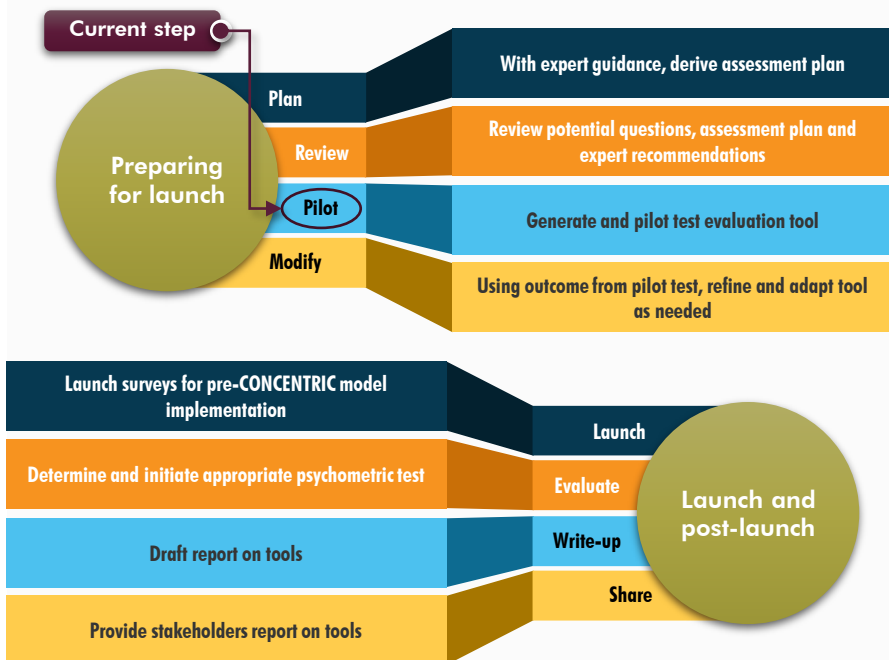 Current step
Preparing
for launch
Plan
With expert guidance, derive assessment plan
Review
Review potential questions, assessment plan and
expert recommendations
Pilot
Generate and pilot test evaluation tool
Modify
Using outcome from pilot test, refine and adapt tool
as needed
Launch surveys for pre-CONCENTRIC model
implementation
Launch
Determine and initiate appropriate psychometric test
Evaluate
Draft report on tools
Write-up
Provide stakeholders report on tools
Share
Launch and
post-launch